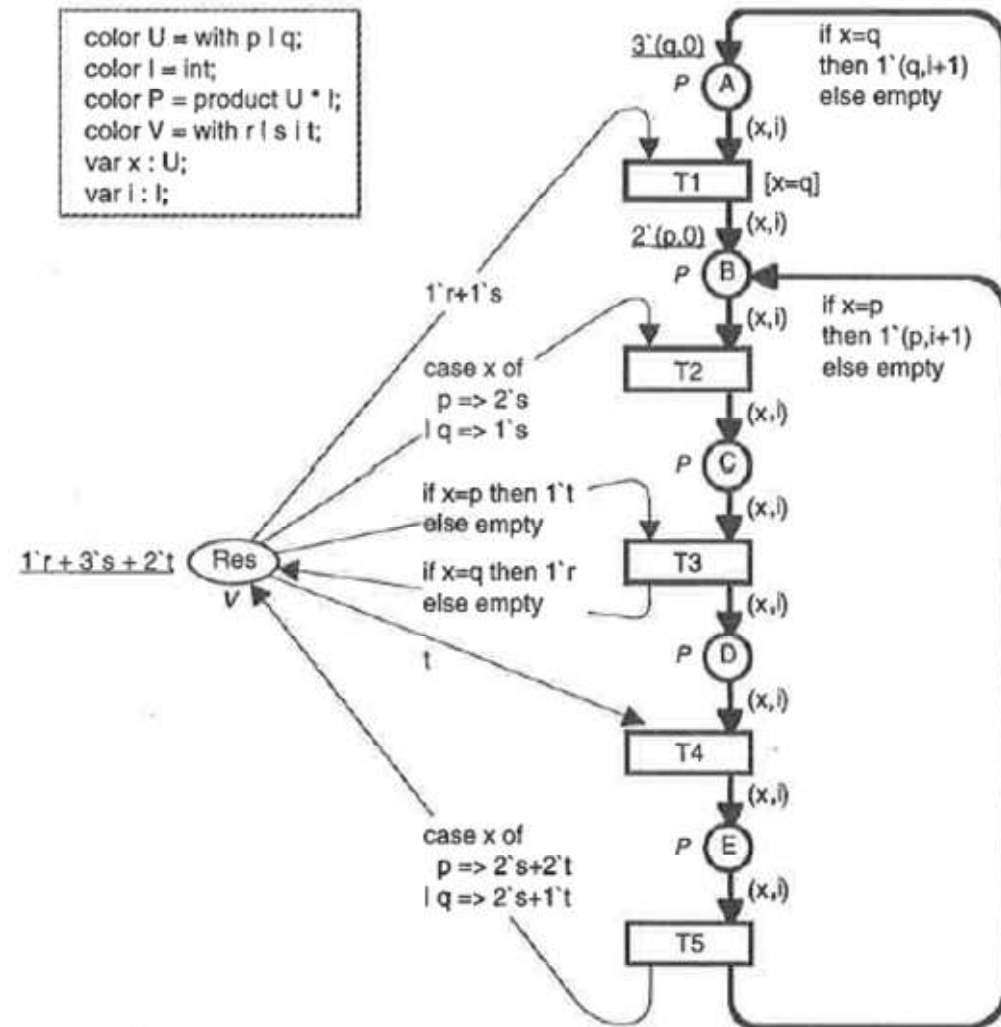 color U = with p | q;
color I = int;
color P = product U * I;
color V = with r | s | t;
var x : U;
var i : I;
3`(q,0)
P
A
if x=q
then 1`(q,i+1)
else empty
(x,i)
T1
[x=q]
(x,i)
2`(p,0)
P
B
1`r+1`s
(x,i)
if x=p
then 1`(p,i+1)
else empty
case x of
p => 2`s
| q => 1`s
T2
(x,i)
P
C
if x=p then 1`t
else empty
(x,i)
1`r + 3`s + 2`t
Res
V
if x=q then 1`r
else empty
T3
(x,i)
P
D
t
(x,i)
T4
(x,i)
case x of
p => 2`s+2`t
| q => 2`s+1`t
P
E
(x,i)
T5